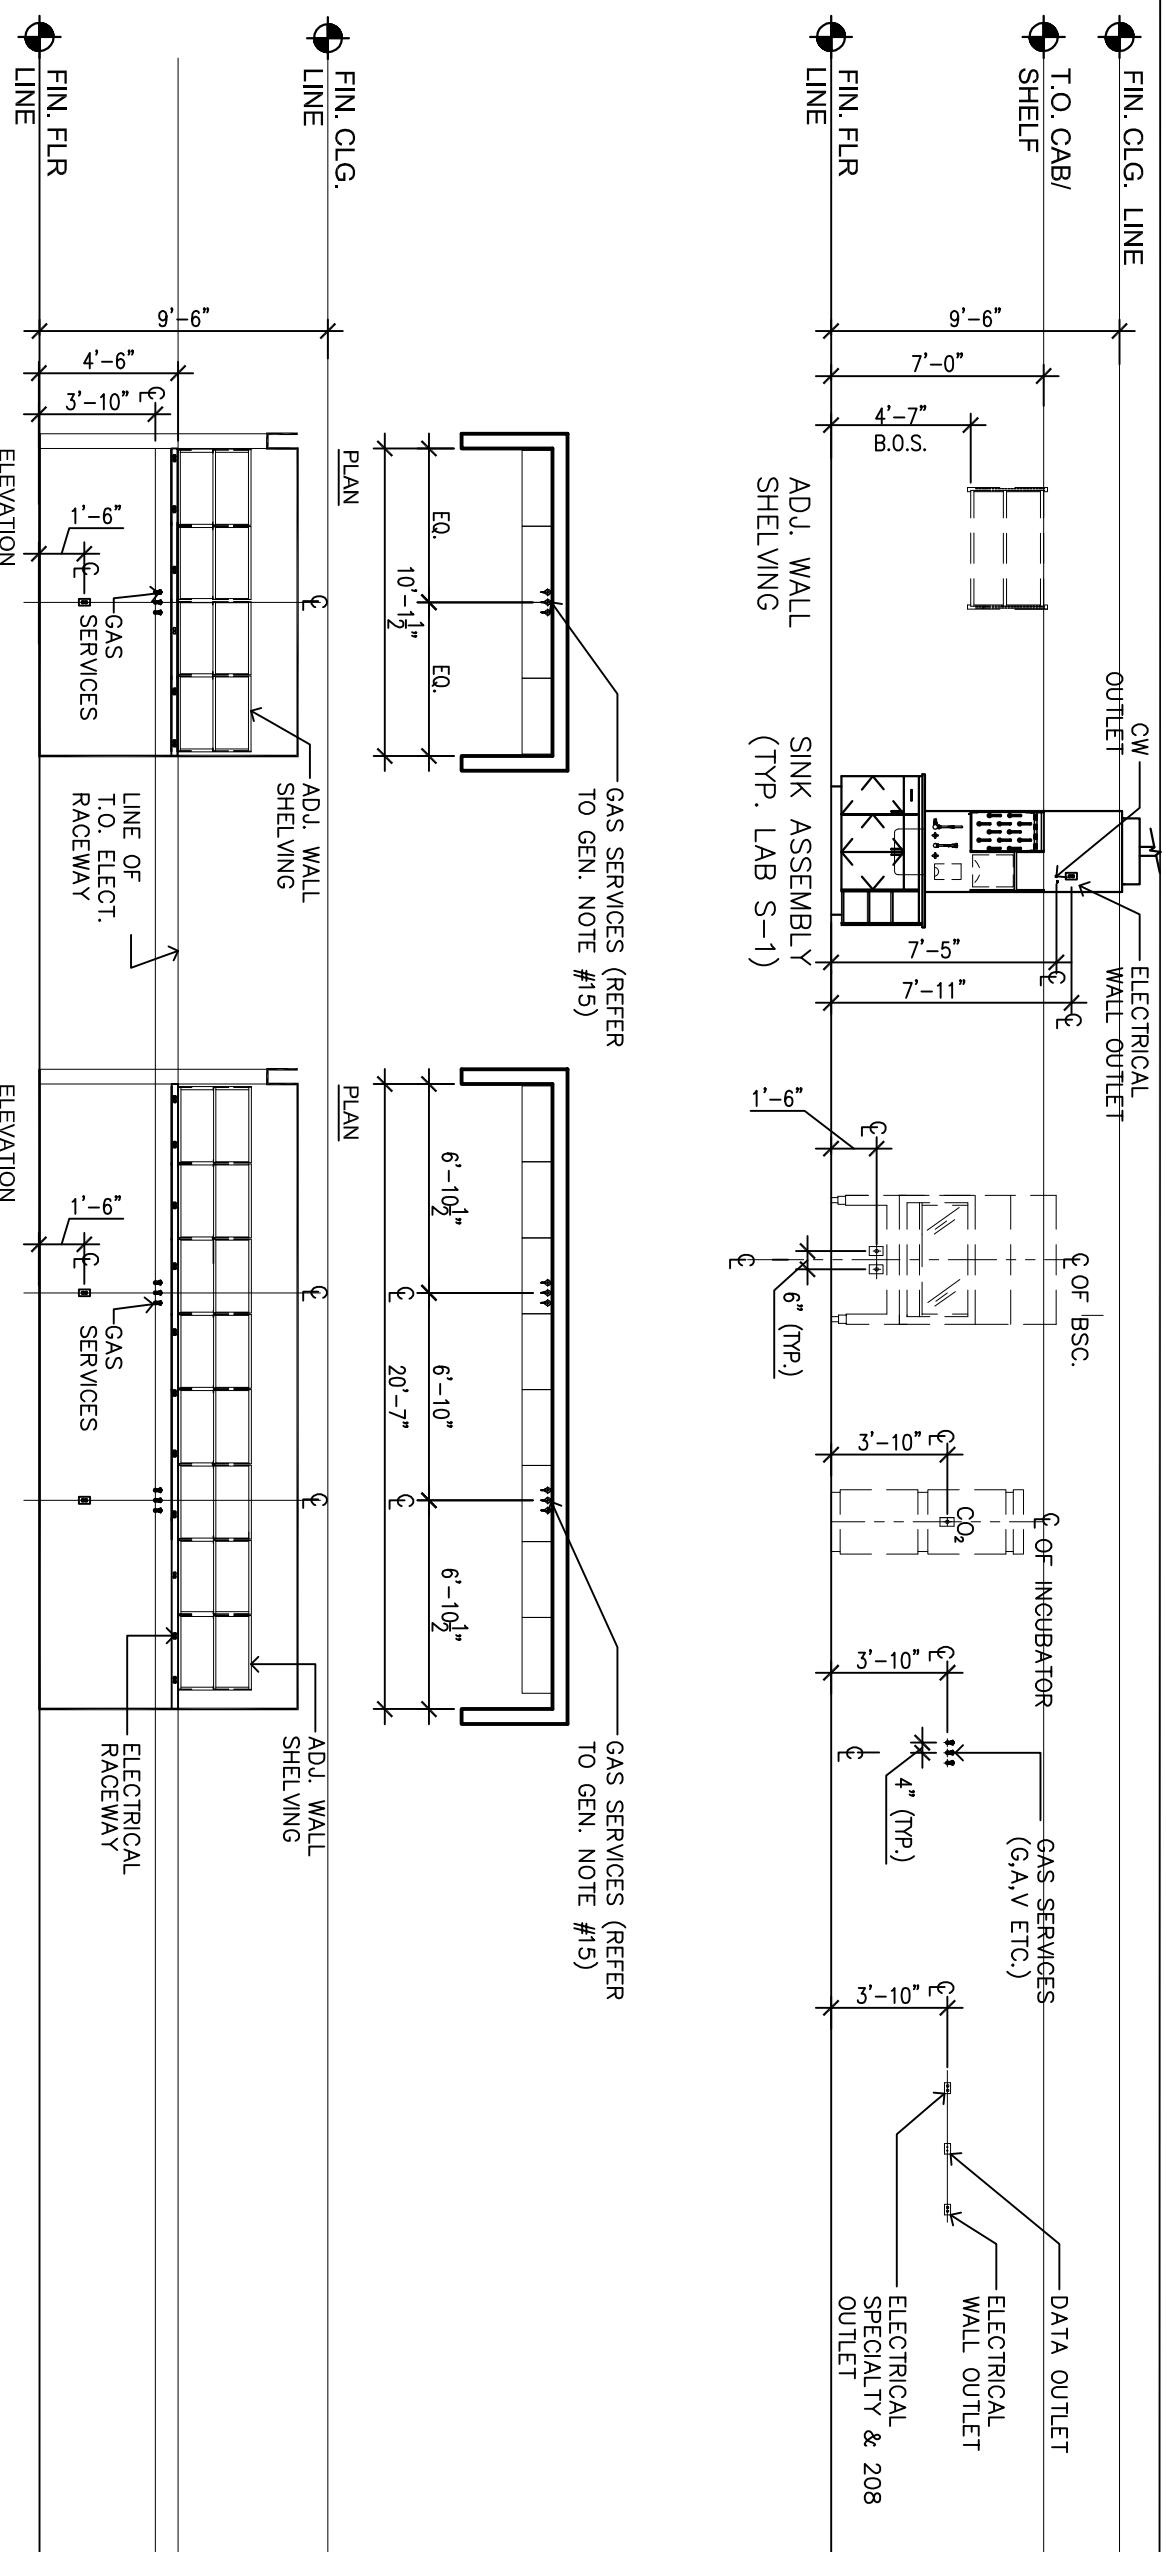 FIN. CLG. LINE
T.O. CAB/
SHELF
FIN. FLR
LINE
9'-6"
7'-0"
4'-7"
B.O.S.
ADJ. WALL
SHELVING
CW
OUTLET
SINK ASSEMBLY
(TYP. LAB S-1)
ELECTRICAL
WALL OUTLET
7'-5"
℄
7'-11"
℄
1'-6"
℄
℄ OF BSC.
℄
6" (TYP.)
3'-10"
℄
CO₂
℄ OF INCUBATOR
3'-10"
℄
℄
4" (TYP.)
GAS SERVICES
(G,A,V ETC.)
3'-10"
℄
DATA OUTLET
ELECTRICAL
WALL OUTLET
ELECTRICAL
SPECIALTY & 208
OUTLET
GAS SERVICES (REFER
TO GEN. NOTE #15)
EQ.
EQ.
10'-1½"
PLAN
GAS SERVICES (REFER
TO GEN. NOTE #15)
6'-10½"
6'-10"
6'-10½"
℄
℄
20'-7"
PLAN
FIN. CLG.
LINE
FIN. FLR
LINE
9'-6"
4'-6"
3'-10"
℄
1'-6"
℄
℄
GAS
SERVICES
ADJ. WALL
SHELVING
LINE OF
T.O. ELECT.
RACEWAY
ELEVATION
1'-6"
℄
℄
℄
GAS
SERVICES
ADJ. WALL
SHELVING
ELECTRICAL
RACEWAY
ELEVATION